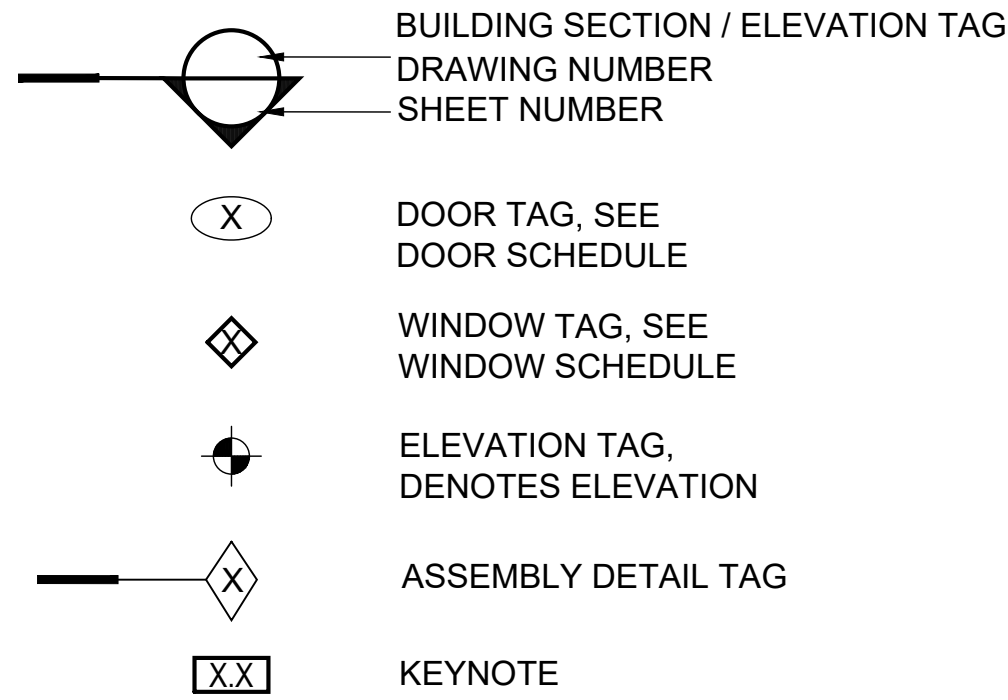 BUILDING SECTION / ELEVATION TAG
DRAWING NUMBER
SHEET NUMBER
X
DOOR TAG, SEE
DOOR SCHEDULE
X
WINDOW TAG, SEE
WINDOW SCHEDULE
ELEVATION TAG,
DENOTES ELEVATION
X
ASSEMBLY DETAIL TAG
X.X
KEYNOTE